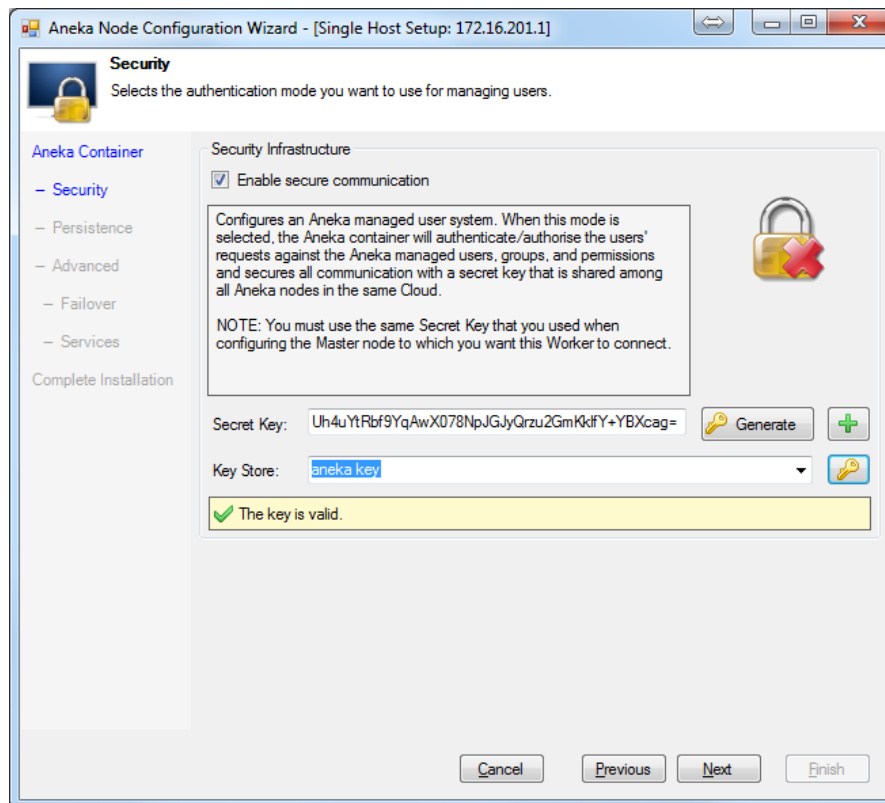 Aneka Node Configuration Wizard - [Single Host Setup: 172.16.201.1]
Security
Selects the authentication mode you want to use for managing users.
Aneka Container
– Security
– Persistence
– Advanced
– Failover
– Services
Complete Installation
Security Infrastructure
Enable secure communication
Configures an Aneka managed user system. When this mode is
selected, the Aneka container will authenticate/authorise the users'
requests against the Aneka managed users, groups, and permissions
and secures all communication with a secret key that is shared among
all Aneka nodes in the same Cloud.
NOTE: You must use the same Secret Key that you used when
configuring the Master node to which you want this Worker to connect.
Secret Key: Uh4uYtRbf9YqAwX078NpJGJyQrzu2GmKklfY+YBXcag= Generate
Key Store: aneka key
The key is valid.
Cancel Previous Next Finish